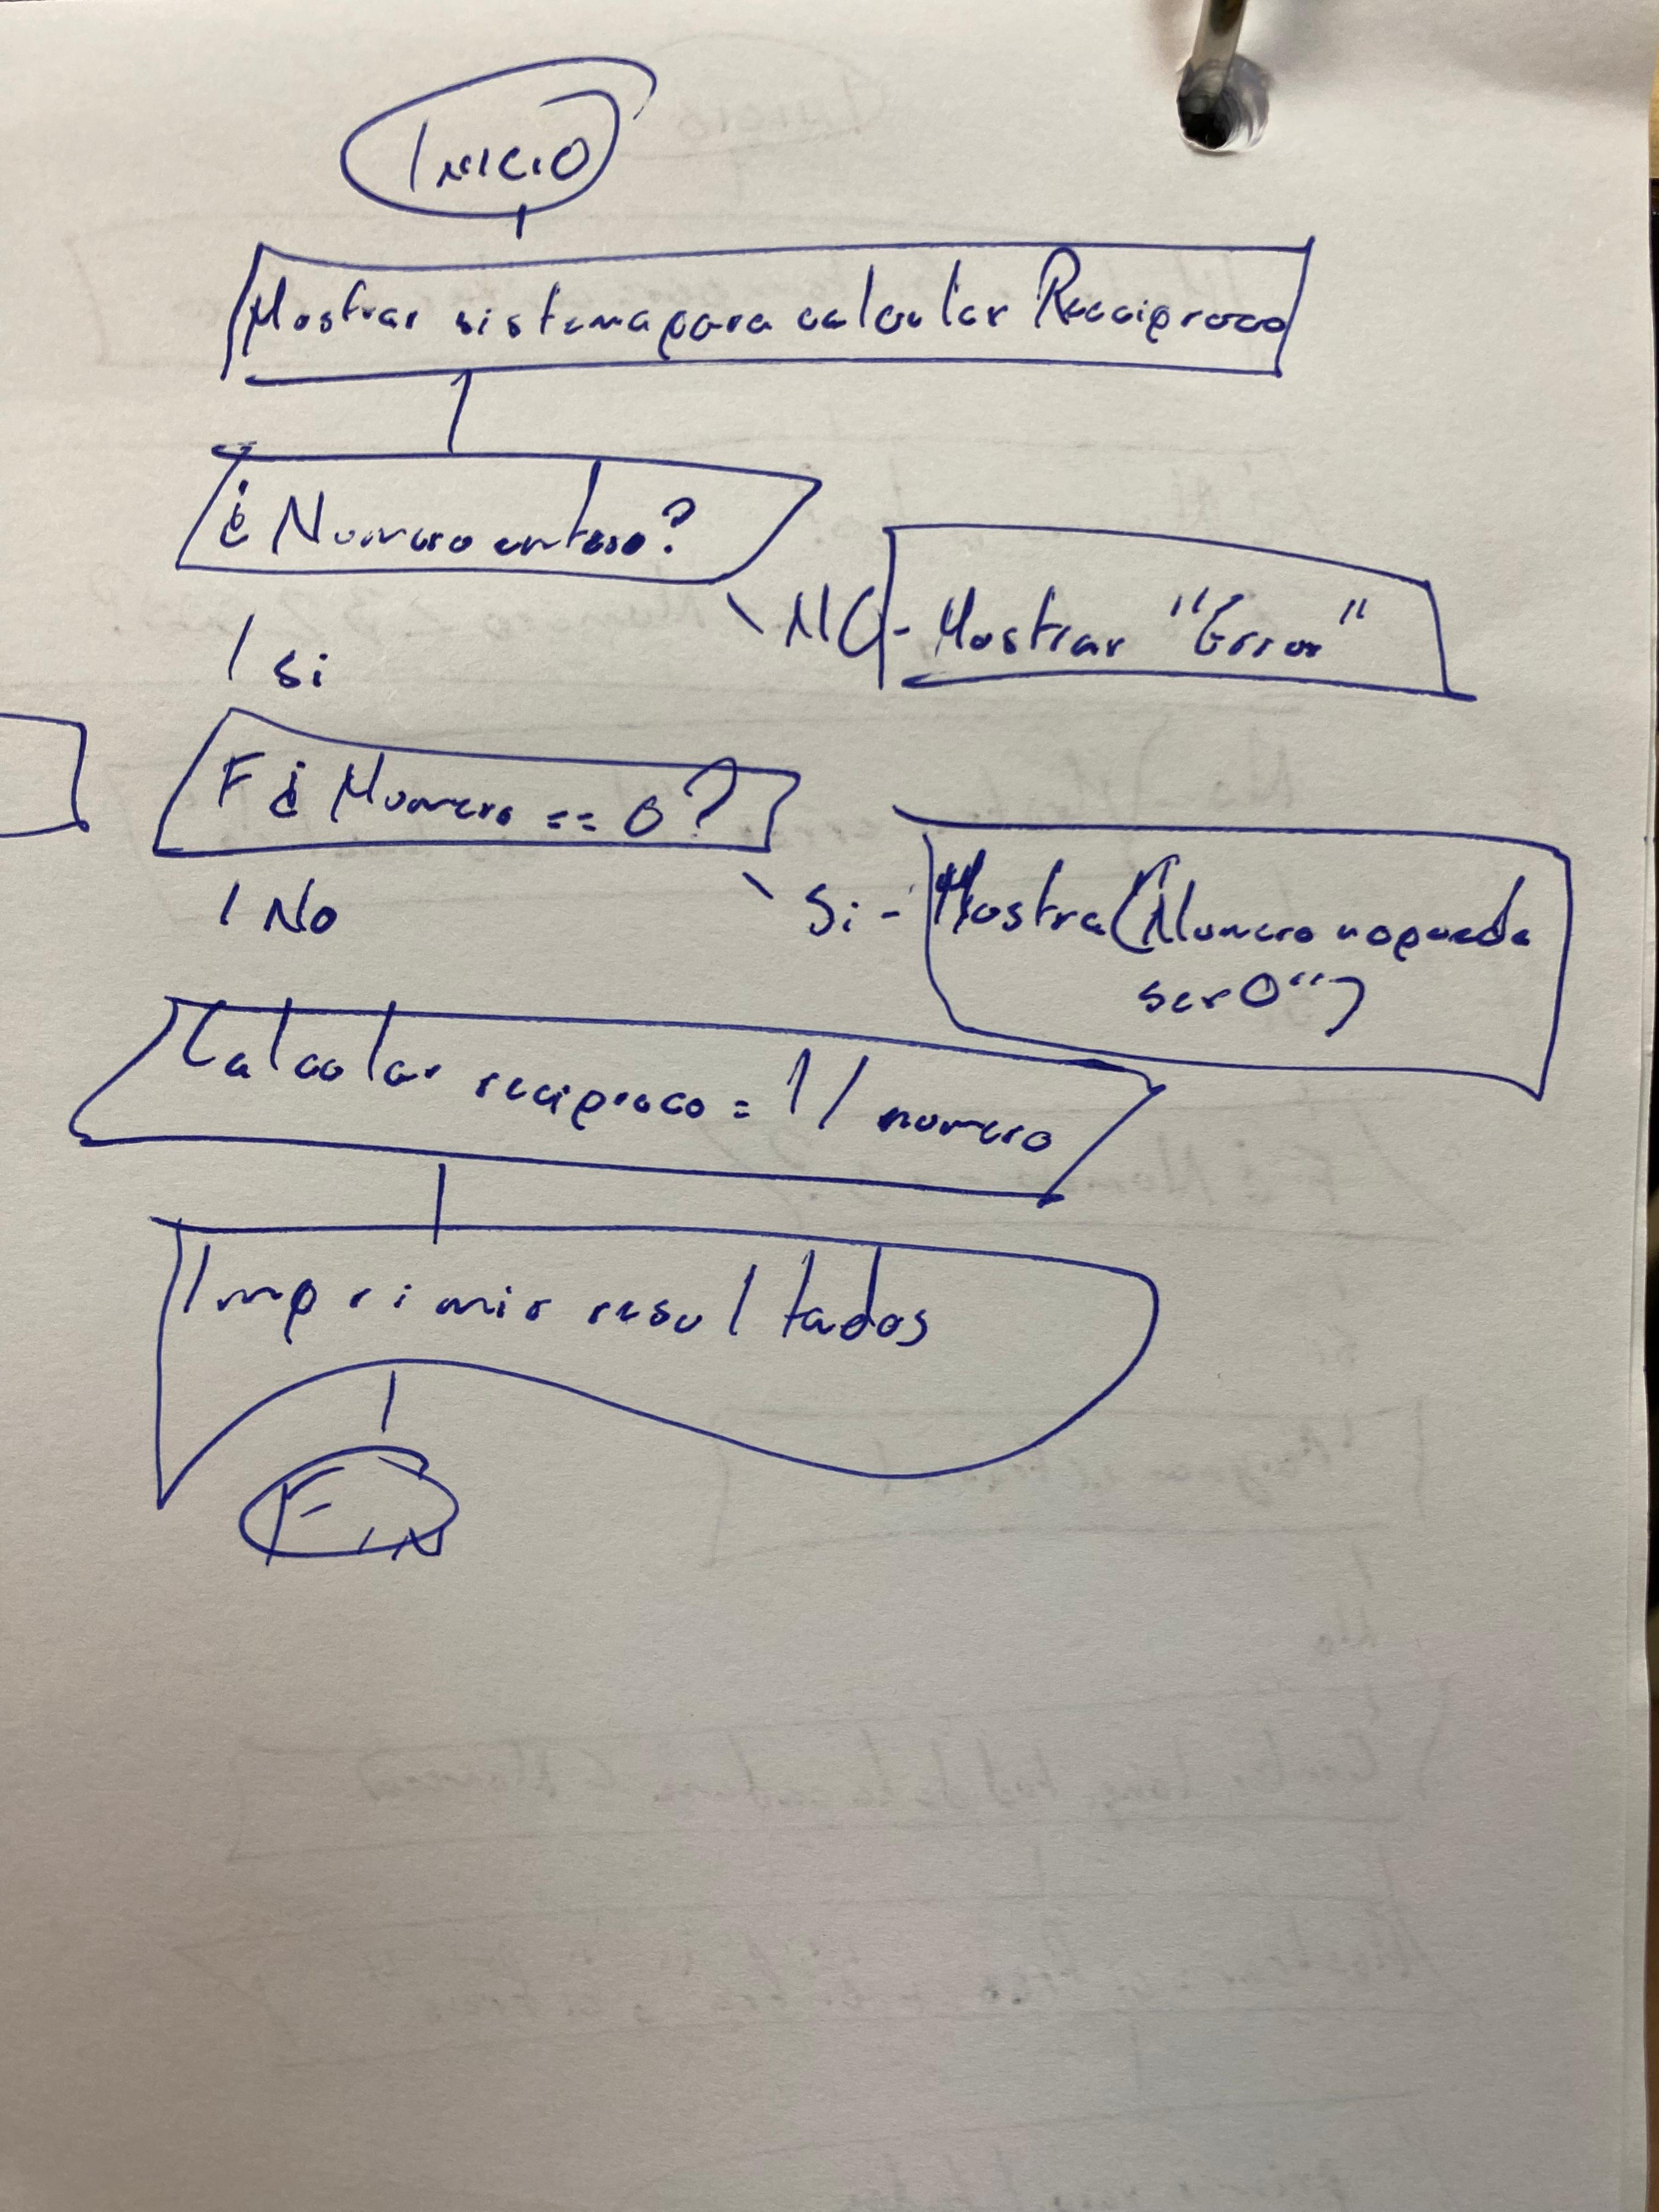 INICIO
Mostrar sistema para calcular Reciproco
¿Numero entero?
NO - Mostrar "Error"
Si
F ¿Numero == 0?
Si - Mostra("Numero no puede
ser 0")
No
Calcular reciproco = 1 / numero
Imprimir resultados
FIN